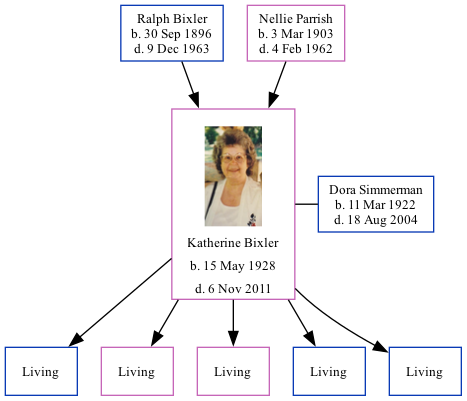 Ralph Bixler
b. 30 Sep 1896
d. 9 Dec 1963
Nellie Parrish
b. 3 Mar 1903
d. 4 Feb 1962
Katherine Bixler
b. 15 May 1928
d. 6 Nov 2011
Dora Simmerman
b. 11 Mar 1922
d. 18 Aug 2004
Living
Living
Living
Living
Living